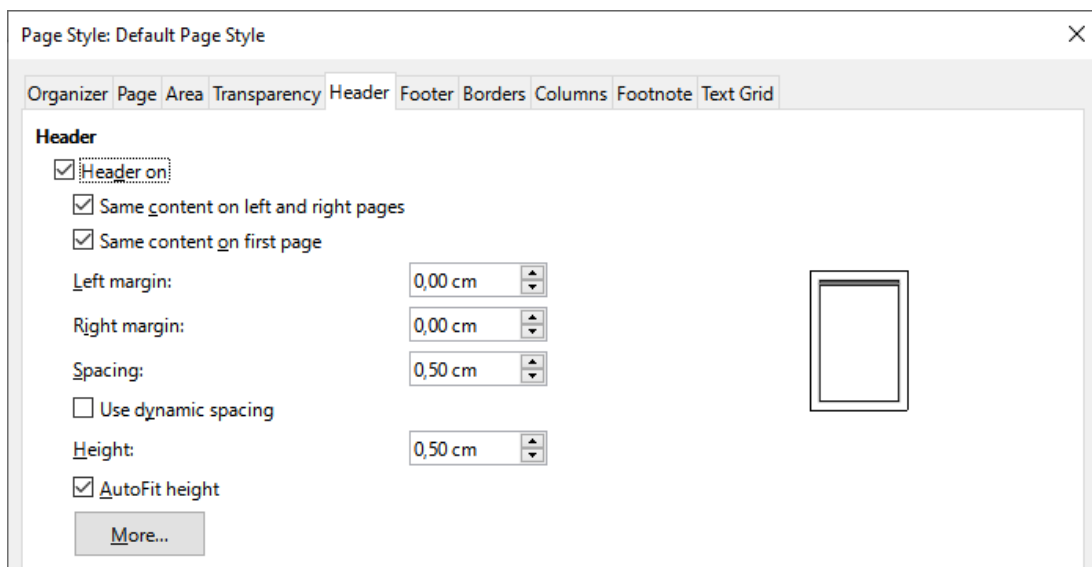 Page Style: Default Page Style
Organizer Page Area Transparency Header Footer Borders Columns Footnote Text Grid
Header
Header on
Same content on left and right pages
Same content on first page
Left margin: 0,00 cm
Right margin: 0,00 cm
Spacing: 0,50 cm
Use dynamic spacing
Height: 0,50 cm
AutoFit height
More...